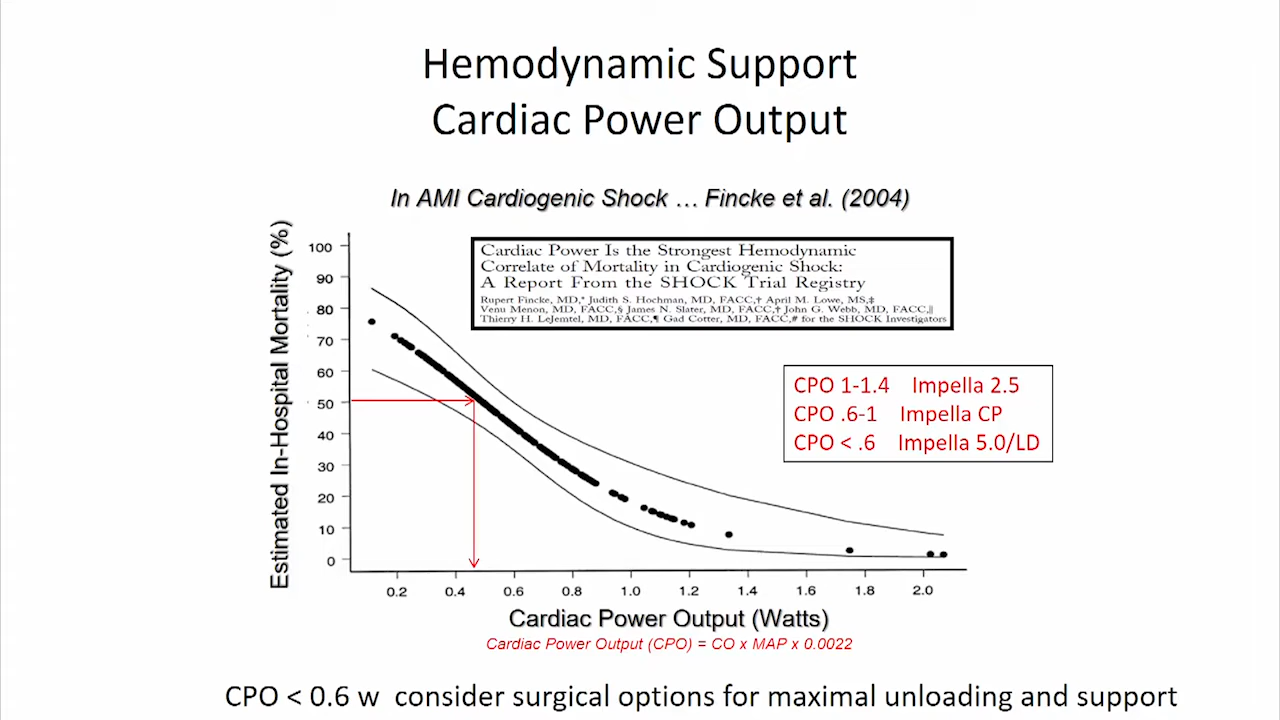 Hemodynamic Support
Cardiac Power Output
In AMI Cardiogenic Shock … Fincke et al. (2004)
Cardiac Power Is the Strongest Hemodynamic
Correlate of Mortality in Cardiogenic Shock:
A Report From the SHOCK Trial Registry
Rupert Fincke, MD,* Judith S. Hochman, MD, FACC,† April M. Lowe, MS,‡
Venu Menon, MD, FACC,§ James N. Slater, MD, FACC,† John G. Webb, MD, FACC,||
Thierry H. LeJemtel, MD, FACC,¶ Gad Cotter, MD, FACC,# for the SHOCK Investigators
Estimated In-Hospital Mortality (%)
100
90
80
70
60
50
40
30
20
10
0
CPO 1-1.4 Impella 2.5
CPO .6-1 Impella CP
CPO < .6 Impella 5.0/LD
0.2 0.4 0.6 0.8 1.0 1.2 1.4 1.6 1.8 2.0
Cardiac Power Output (Watts)
Cardiac Power Output (CPO) = CO x MAP x 0.0022
CPO < 0.6 w consider surgical options for maximal unloading and support